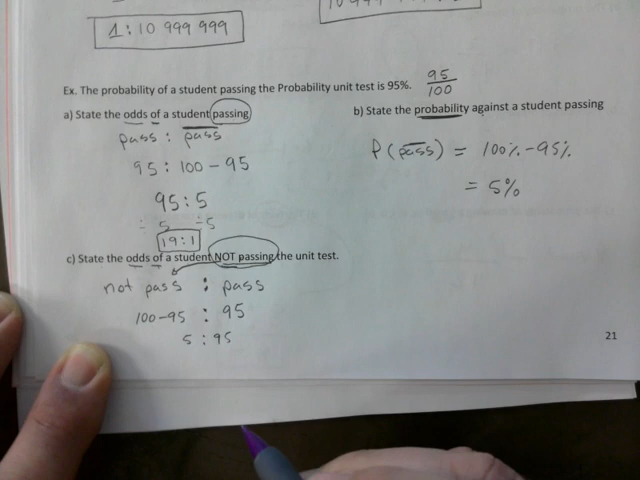 1 : 10 999 999
Ex. The probability of a student passing the Probability unit test is 95%. 95/100
a) State the odds of a student passing
pass : pass
95 : 100 - 95
95 : 5
÷ 5 ÷5
19 : 1
b) State the probability against a student passing
P(pass) = 100% - 95%
= 5%
c) State the odds of a student NOT passing the unit test.
not pass : pass
100-95 : 95
5 : 95
21